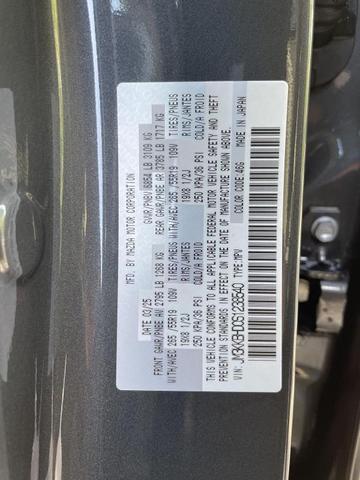 MFD. BY MAZDA MOTOR CORPORATION
DATE: 03/25 GVWR/PNBV 6854 LB 3109 KG
FRONT GAWR/PNBE AV 2795 LB 1268 KG REAR GAWR/PNBE AR 3785 LB 1717 KG
WITH/AVEC 265 /55R19 109V TIRES/PNEUS WITH/AVEC 265 /55R19 109V TIRES/PNEUS
19X8 1/2J RIMS/JANTES 19X8 1/2J RIMS/JANTES
250 KPA/36 PSI COLD/A FROID 250 KPA/36 PSI COLD/A FROID
THIS VEHICLE CONFORMS TO ALL APPLICABLE FEDERAL MOTOR VEHICLE SAFETY AND THEFT
PREVENTION STANDARDS IN EFFECT ON THE DATE OF MANUFACTURE SHOWN ABOVE.
VIN: TYPE: MPV COLOR CODE: 46G MADE IN JAPAN